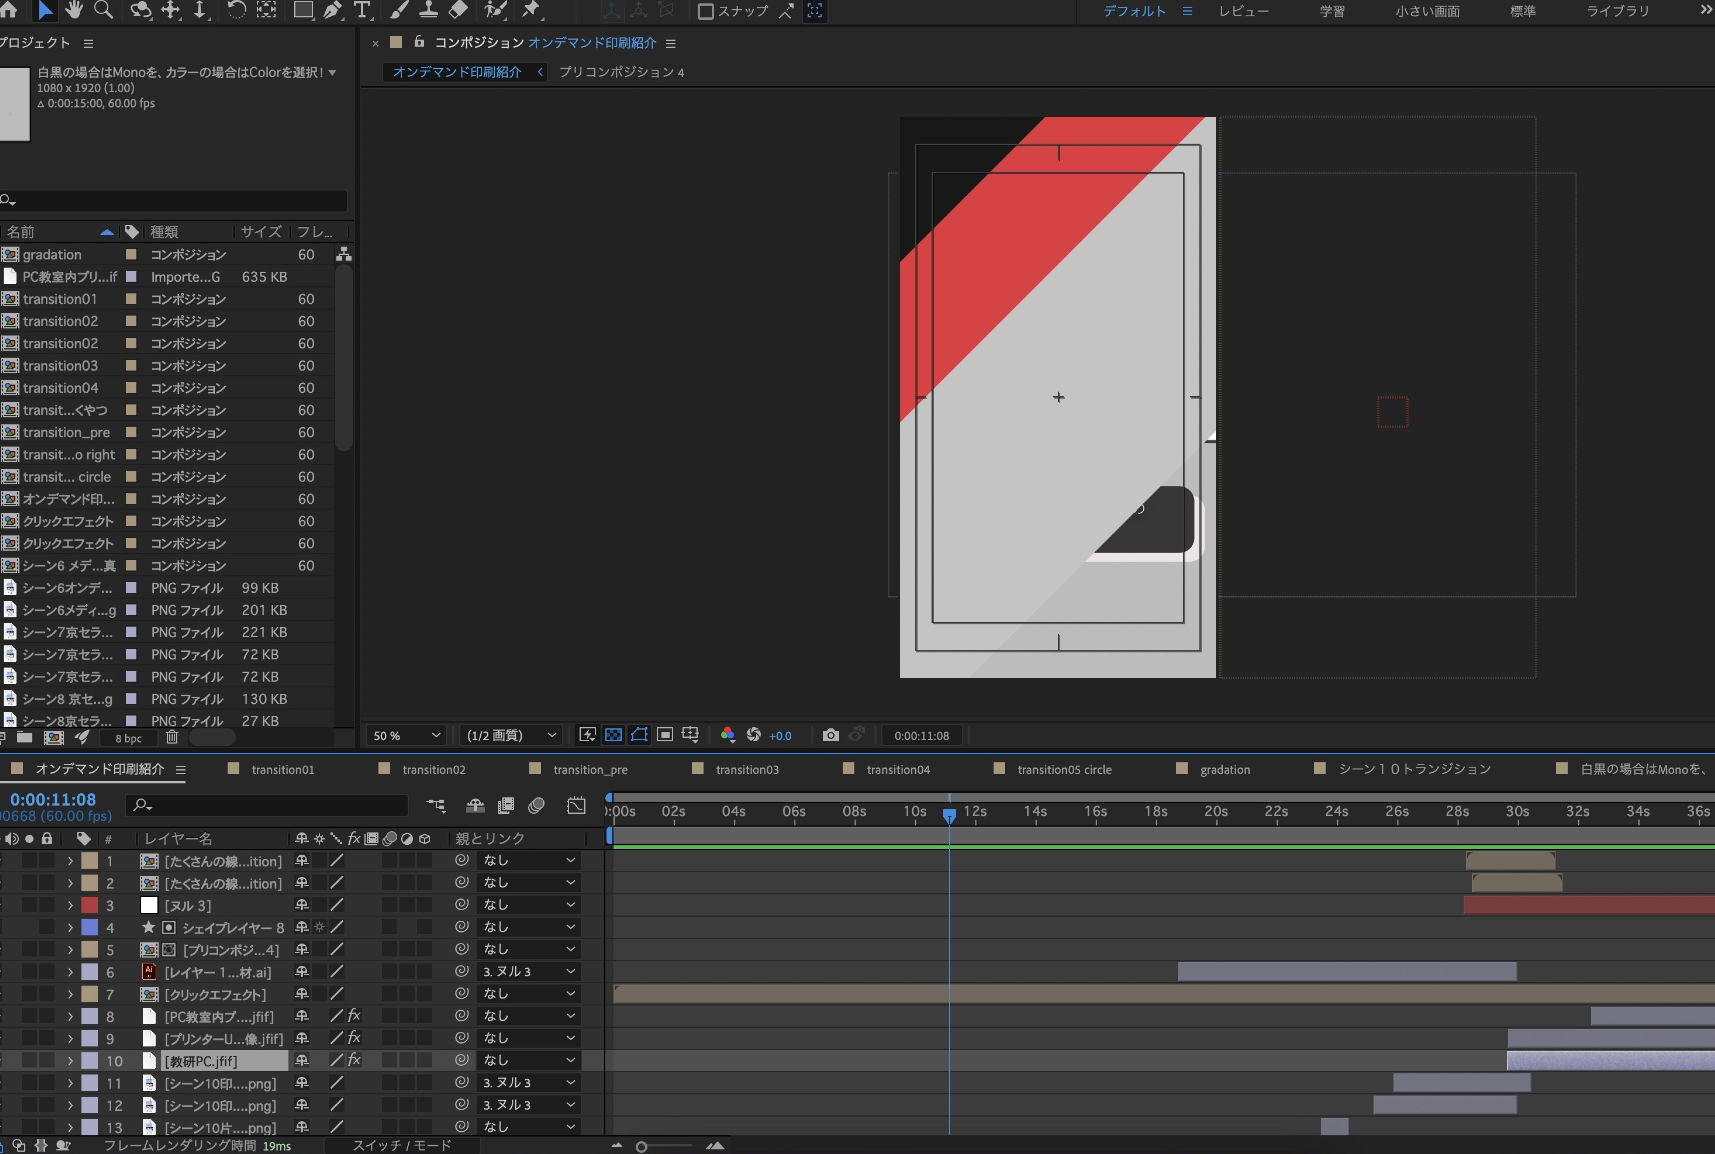 スナップ
デフォルト
レビュー
学習
小さい画面
標準
ライブラリ
プロジェクト
コンポジション オンデマンド印刷紹介
白黒の場合はMonoを、カラーの場合はColorを選択!
1080 x 1920 (1.00)
Δ 0:00:15:00, 60.00 fps
オンデマンド印刷紹介
プリコンポジション 4
名前 種類 サイズ フレ...
gradation コンポジション 60
PC教室内プリ...if Importe...G 635 KB
transition01 コンポジション 60
transition02 コンポジション 60
transition02 コンポジション 60
transition03 コンポジション 60
transition04 コンポジション 60
transit...くやつ コンポジション 60
transition_pre コンポジション 60
transit...o right コンポジション 60
transit... circle コンポジション 60
オンデマンド印... コンポジション 60
クリックエフェクト コンポジション 60
クリックエフェクト コンポジション 60
シーン6 メデ...真 コンポジション 60
シーン6オンデ... PNG ファイル 99 KB
シーン6メディ...g PNG ファイル 201 KB
シーン7京セラ... PNG ファイル 221 KB
シーン7京セラ... PNG ファイル 72 KB
シーン7京セラ... PNG ファイル 72 KB
シーン8 京セ...g PNG ファイル 130 KB
シーン8京セラ... PNG ファイル 27 KB
8 bpc
50 %
(1/2 画質)
+0.0
0:00:11:08
オンデマンド印刷紹介
transition01
transition02
transition_pre
transition03
transition04
transition05 circle
gradation
シーン１０トランジション
白黒の場合はMonoを、
0:00:11:08
00668 (60.00 fps)
):00s 02s 04s 06s 08s 10s 12s 14s 16s 18s 20s 22s 24s 26s 28s 30s 32s 34s 36s
# レイヤー名 fx 親とリンク
1 [たくさんの線...ition] なし
2 [たくさんの線...ition] なし
3 [ヌル 3] なし
4 シェイプレイヤー 8 なし
5 [プリコンポジ...4] なし
6 Ai [レイヤー 1...材.ai] 3. ヌル 3
7 [クリックエフェクト] なし
8 [PC教室内プ....jfif] fx なし
9 [プリンターU...像.jfif] fx なし
10 [教研PC.jfif] fx なし
11 [シーン10印....png] 3. ヌル 3
12 [シーン10印....png] 3. ヌル 3
13 [シーン10片....png] なし
フレームレンダリング時間 19ms
スイッチ / モード